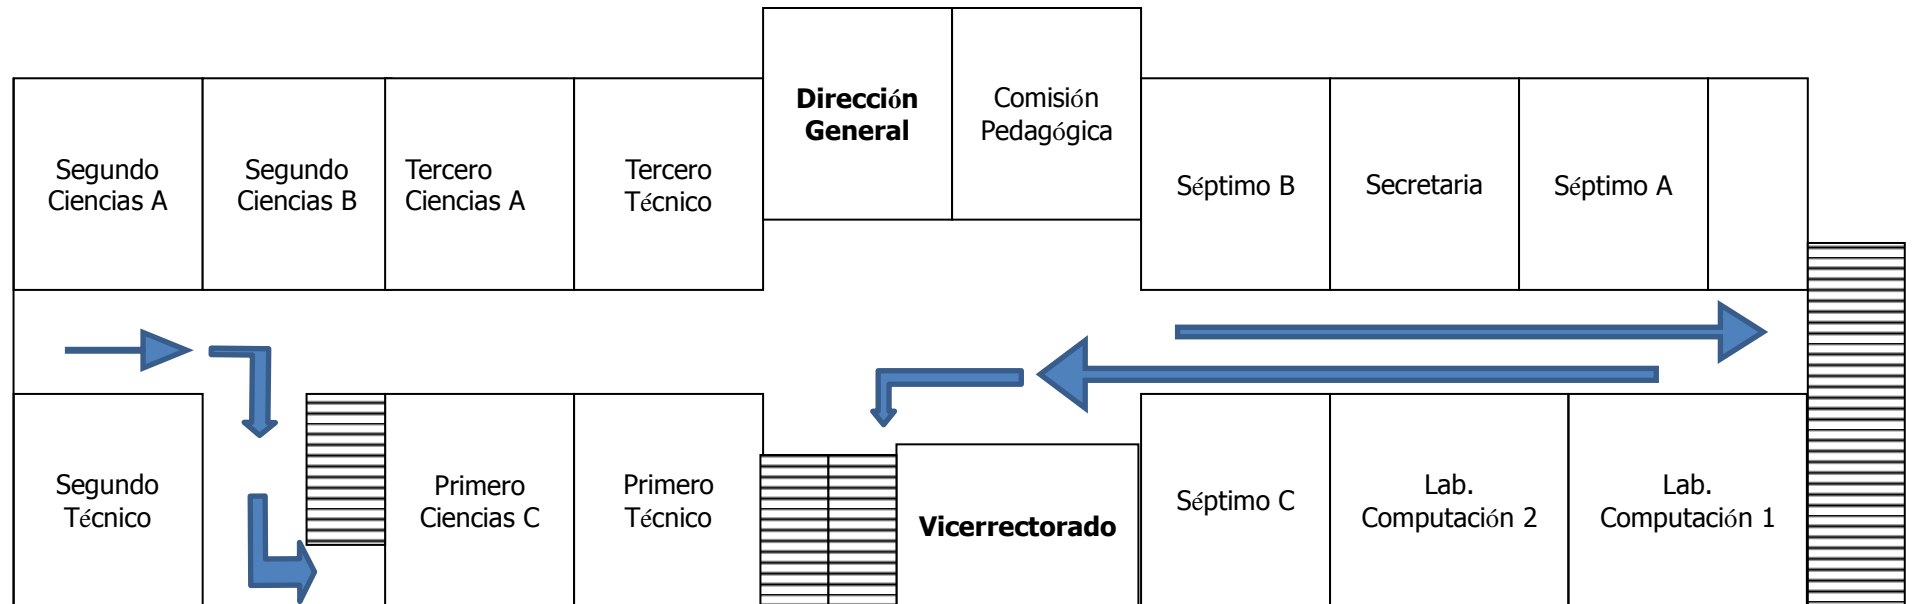 Dirección
General
Comisión
Pedagógica
Segundo
Ciencias A
Segundo
Ciencias B
Tercero
Ciencias A
Tercero
Técnico
Séptimo B
Secretaria
Séptimo A
Segundo
Técnico
Primero
Ciencias C
Primero
Técnico
Vicerrectorado
Séptimo C
Lab.
Computación 2
Lab.
Computación 1